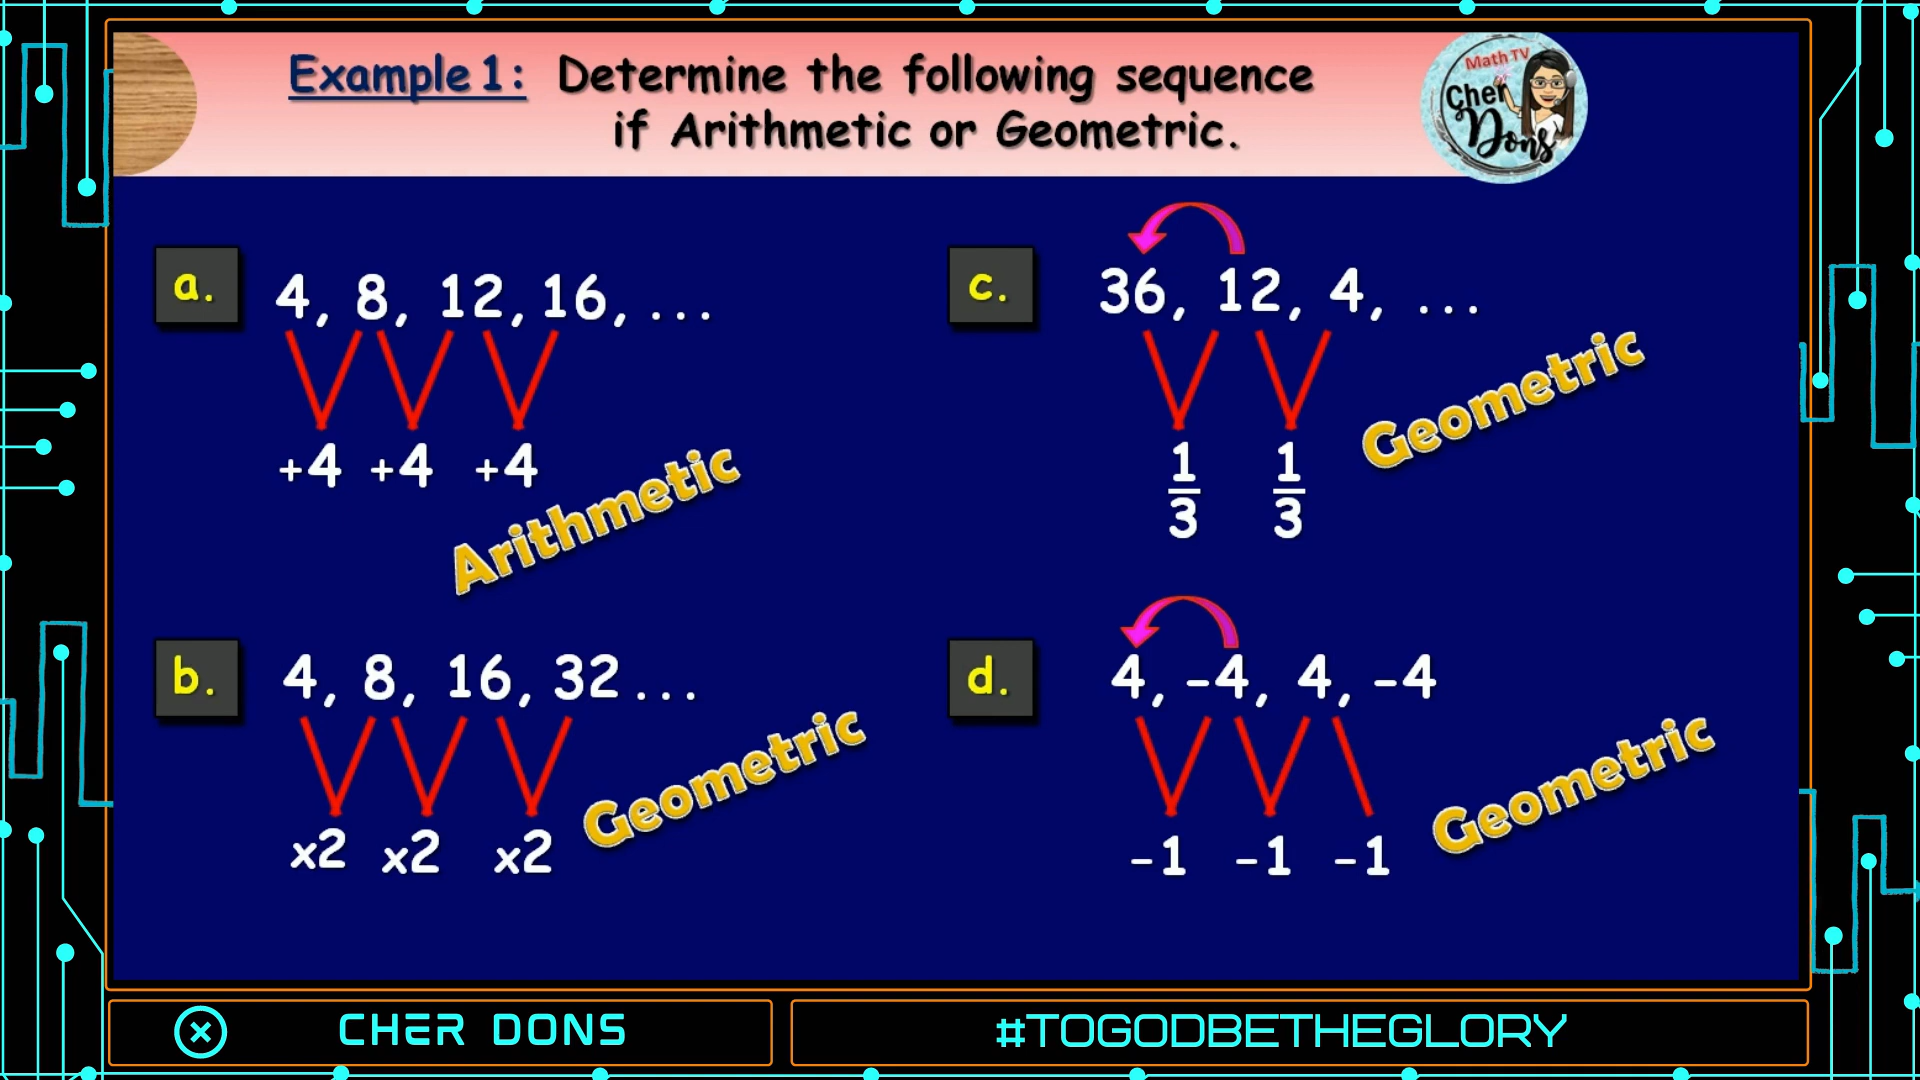 Example 1: Determine the following sequence
if Arithmetic or Geometric.
Math TV
Cher
Dons
a.
4, 8, 12, 16, ...
+4 +4 +4
Arithmetic
b.
4, 8, 16, 32 ...
x2 x2 x2
Geometric
c.
36, 12, 4, ...
1/3 1/3
Geometric
d.
4, -4, 4, -4
-1 -1 -1
Geometric
CHER DONS
#TOGODBETHEGLORY